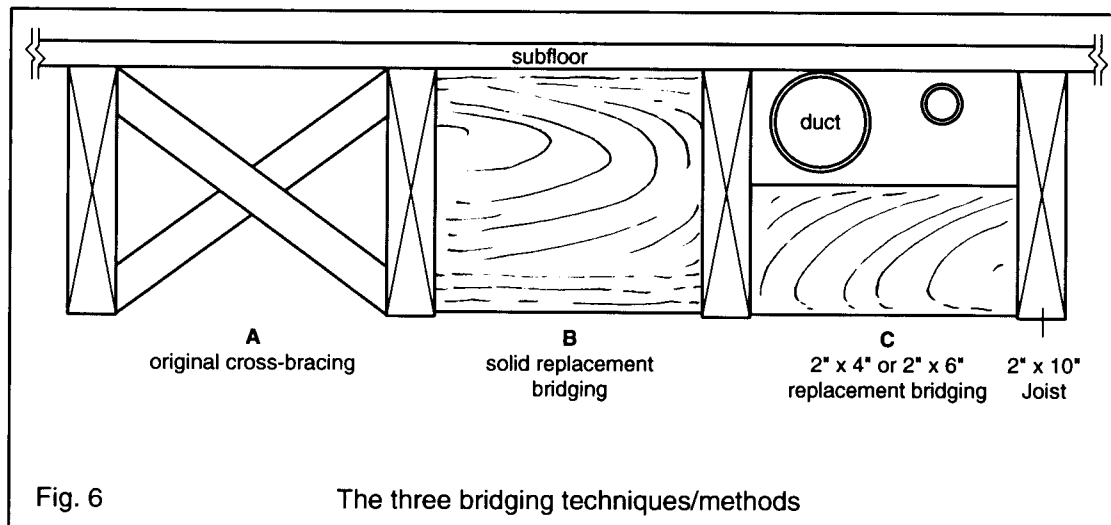 subfloor
duct
A
original cross-bracing
B
solid replacement
bridging
C
2" x 4" or 2" x 6"
replacement bridging
2" x 10"
Joist
Fig. 6
The three bridging techniques/methods